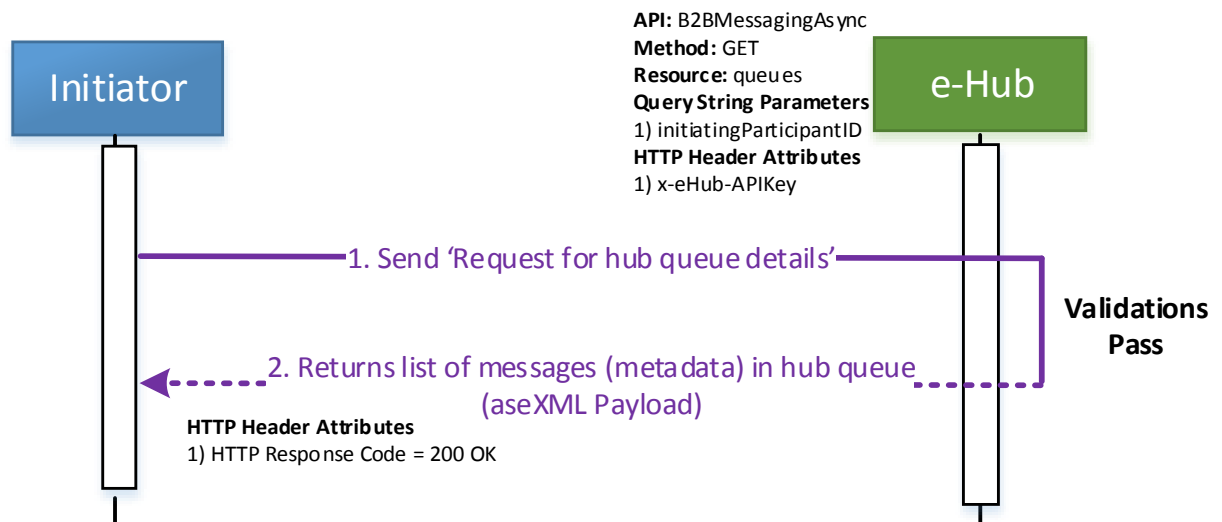 API: B2BMessagingAsync
Method: GET
Resource: queues
Query String Parameters
1) initiatingParticipantID
HTTP Header Attributes
1) x-eHub-APIKey
Initiator
e-Hub
1. Send ‘Request for hub queue details’
Validations
Pass
2. Returns list of messages (metadata) in hub queue
(aseXML Payload)
HTTP Header Attributes
1) HTTP Response Code = 200 OK